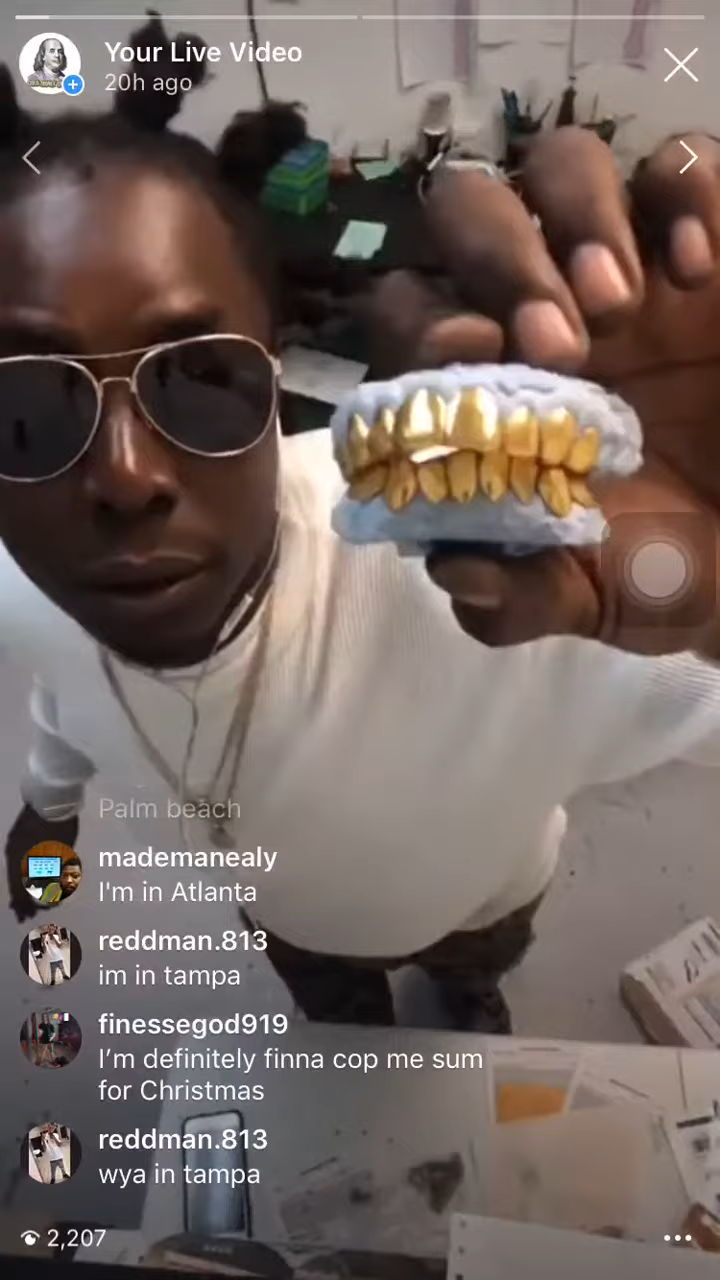 Your Live Video
20h ago
Palm beach
mademanealy
I'm in Atlanta
reddman.813
im in tampa
finessegod919
I’m definitely finna cop me sum
for Christmas
reddman.813
wya in tampa
2,207